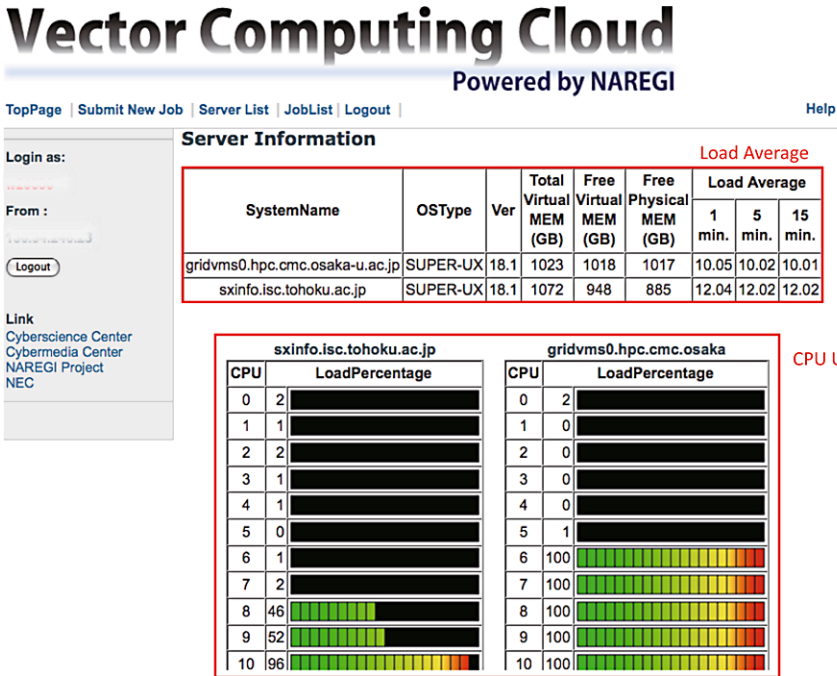 Vector Computing Cloud
Powered by NAREGI
TopPage | Submit New Job | Server List | JobList | Logout |
Help
Login as:
From :
Logout
Link
Cyberscience Center
Cybermedia Center
NAREGI Project
NEC
Server Information
Load Average
SystemName OSType Ver Total Virtual MEM (GB) Free Virtual MEM (GB) Free Physical MEM (GB) Load Average
1 min. 5 min. 15 min.
gridvms0.hpc.cmc.osaka-u.ac.jp SUPER-UX 18.1 1023 1018 1017 10.05 10.02 10.01
sxinfo.isc.tohoku.ac.jp SUPER-UX 18.1 1072 948 885 12.04 12.02 12.02
CPU U
sxinfo.isc.tohoku.ac.jp
CPU LoadPercentage
0 2
1 1
2 2
3 1
4 1
5 0
6 1
7 2
8 46
9 52
10 96
gridvms0.hpc.cmc.osaka
CPU LoadPercentage
0 2
1 0
2 0
3 0
4 0
5 1
6 100
7 100
8 100
9 100
10 100